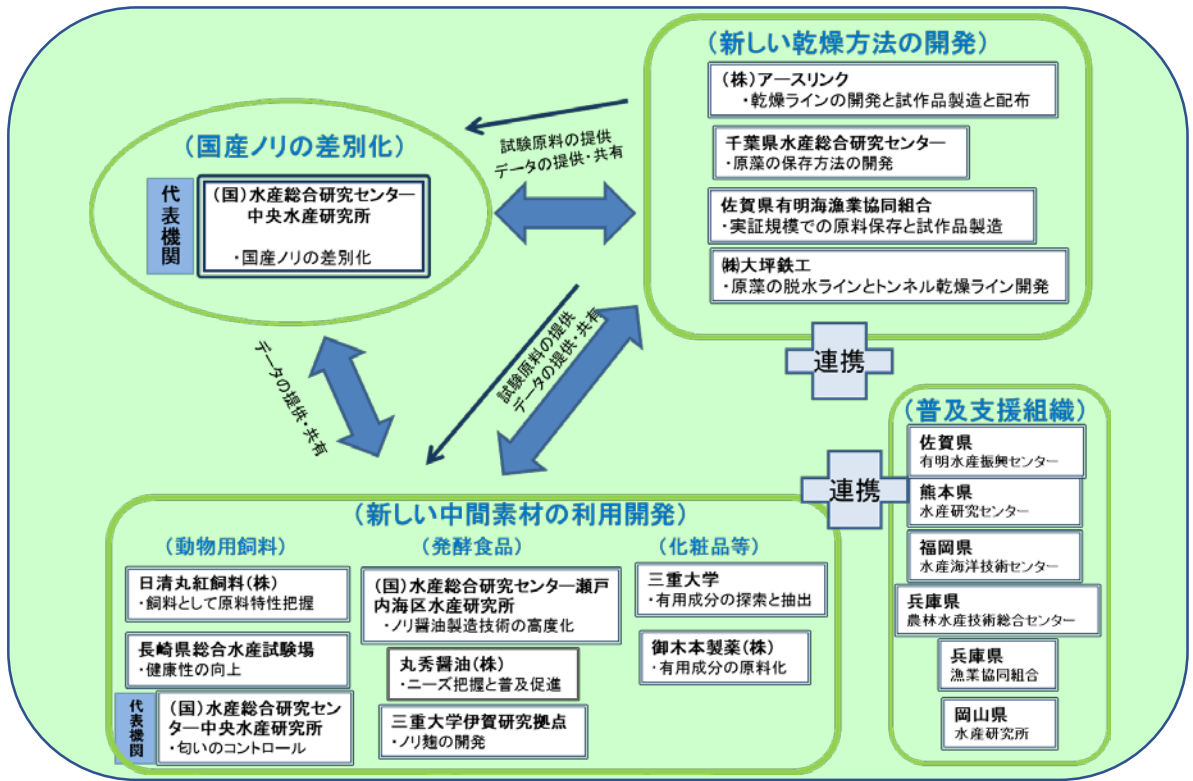 (新しい乾燥方法の開発)
(株)アースリンク
・乾燥ラインの開発と試作品製造と配布
千葉県水産総合研究センター
・原藻の保存方法の開発
佐賀県有明海漁業協同組合
・実証規模での原料保存と試作品製造
㈱大坪鉄工
・原藻の脱水ラインとトンネル乾燥ライン開発
(国産ノリの差別化)
代表機関
(国)水産総合研究センター
中央水産研究所
・国産ノリの差別化
試験原料の提供
データの提供・共有
試験原料の提供
データの提供・共有
データの提供・共有
連携
連携
(普及支援組織)
佐賀県
有明水産振興センター
熊本県
水産研究センター
福岡県
水産海洋技術センター
兵庫県
農林水産技術総合センター
兵庫県
漁業協同組合
岡山県
水産研究所
(新しい中間素材の利用開発)
(動物用飼料)
日清丸紅飼料(株)
・飼料として原料特性把握
長崎県総合水産試験場
・健康性の向上
代表機関
(国)水産総合研究セン
ター中央水産研究所
・匂いのコントロール
(発酵食品)
(国)水産総合研究センター瀬戸
内海区水産研究所
・ノリ醤油製造技術の高度化
丸秀醤油(株)
・ニーズ把握と普及促進
三重大学伊賀研究拠点
・ノリ麹の開発
(化粧品等)
三重大学
・有用成分の探索と抽出
御木本製薬(株)
・有用成分の原料化